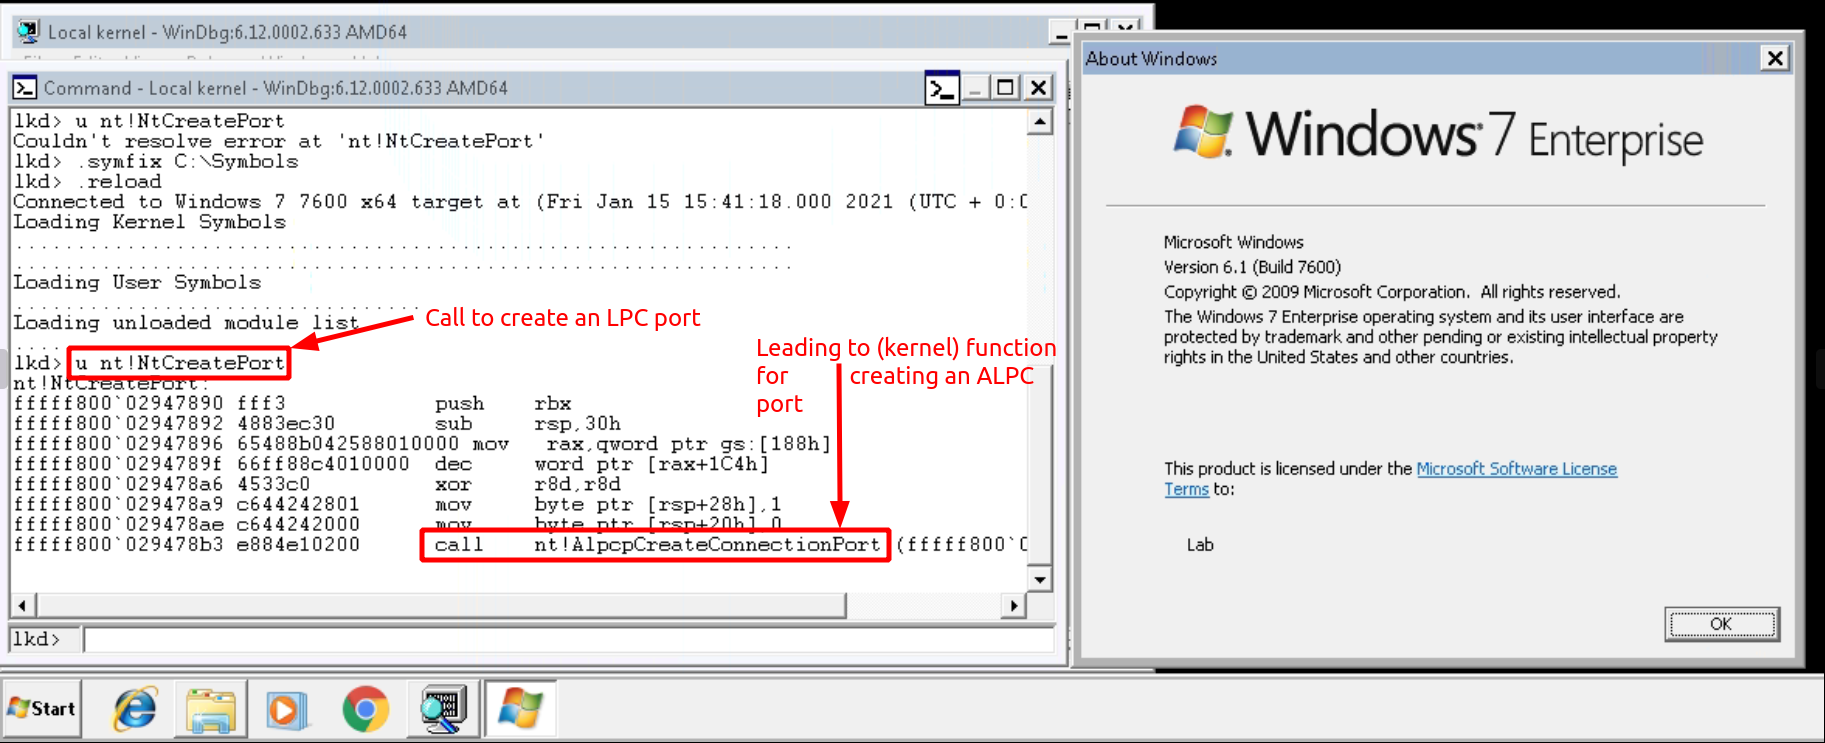 Local kernel - WinDbg:6.12.0002.633 AMD64
Command - Local kernel - WinDbg:6.12.0002.633 AMD64
lkd> u nt!NtCreatePort
Couldn't resolve error at 'nt!NtCreatePort'
lkd> .symfix C:\Symbols
lkd> .reload
Connected to Windows 7 7600 x64 target at (Fri Jan 15 15:41:18.000 2021 (UTC + 0:0
Loading Kernel Symbols
...............................................................
...............................................................
Loading User Symbols
.................................
Loading unloaded module list
....
lkd> u nt!NtCreatePort
nt!NtCreatePort:
fffff800`02947890 fff3 push rbx
fffff800`02947892 4883ec30 sub rsp,30h
fffff800`02947896 65488b042588010000 mov rax,qword ptr gs:[188h]
fffff800`0294789f 66ff88c4010000 dec word ptr [rax+1C4h]
fffff800`029478a6 4533c0 xor r8d,r8d
fffff800`029478a9 c644242801 mov byte ptr [rsp+28h],1
fffff800`029478ae c644242000 mov byte ptr [rsp+20h],0
fffff800`029478b3 e884e10200 call nt!AlpcpCreateConnectionPort (fffff800`0
lkd>
Call to create an LPC port
Leading to (kernel) function
for creating an ALPC
port
About Windows
Windows 7 Enterprise
Microsoft Windows
Version 6.1 (Build 7600)
Copyright © 2009 Microsoft Corporation. All rights reserved.
The Windows 7 Enterprise operating system and its user interface are
protected by trademark and other pending or existing intellectual property
rights in the United States and other countries.
This product is licensed under the Microsoft Software License
Terms to:
Lab
OK
Start